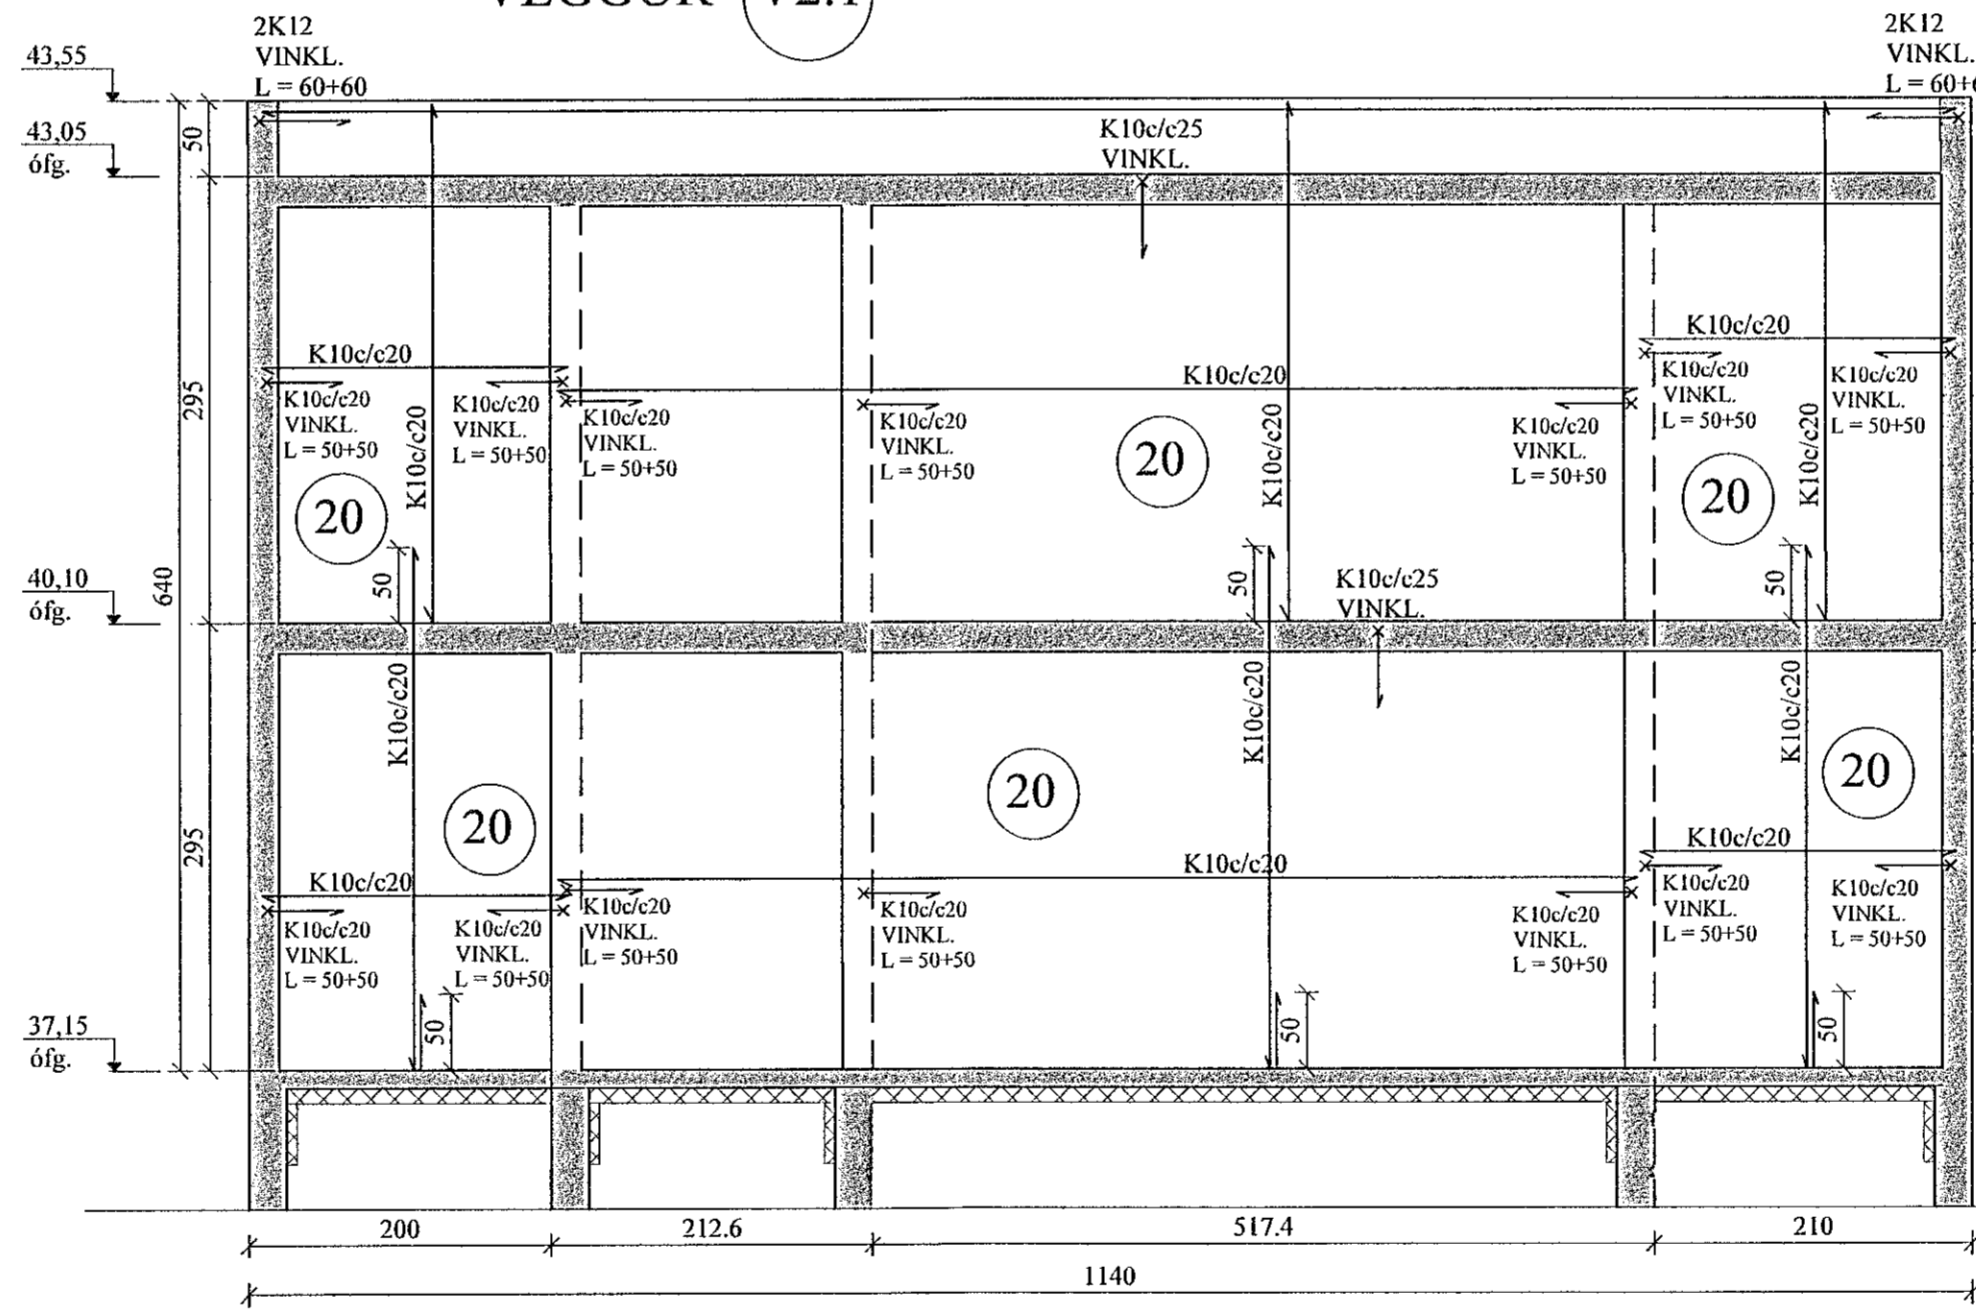 VEGGUR V2.1
2K12
VINKL.
L = 60+60
2K12
VINKL.
43,55
43,05
ófg.
50
K10c/c25
VINKL.
295
640
K10c/c20
K10c/c20
VINKL.
L = 50+50
K10c/c20
K10c/c20
VINKL.
L = 50+50
K10c/c20
VINKL.
L = 50+50
K10c/c20
VINKL.
L = 50+50
K10c/c20
K10c/c20
K10c/c20
VINKL.
L = 50+50
K10c/c20
K10c/c20
VINKL.
L = 50+50
K10c/c20
K10c/c20
VINKL.
L = 50+50
20
20
20
50
50
50
40,10
ófg.
K10c/c25
VINKL.
295
K10c/c20
K10c/c20
K10c/c20
20
20
20
K10c/c20
K10c/c20
VINKL.
L = 50+50
K10c/c20
VINKL.
L = 50+50
K10c/c20
VINKL.
L = 50+50
K10c/c20
K10c/c20
VINKL.
L = 50+50
K10c/c20
VINKL.
L = 50+50
K10c/c20
K10c/c20
VINKL.
L = 50+50
K10c/c20
VINKL.
L = 50+50
50
50
50
37,15
ófg.
200
212.6
517.4
210
1140